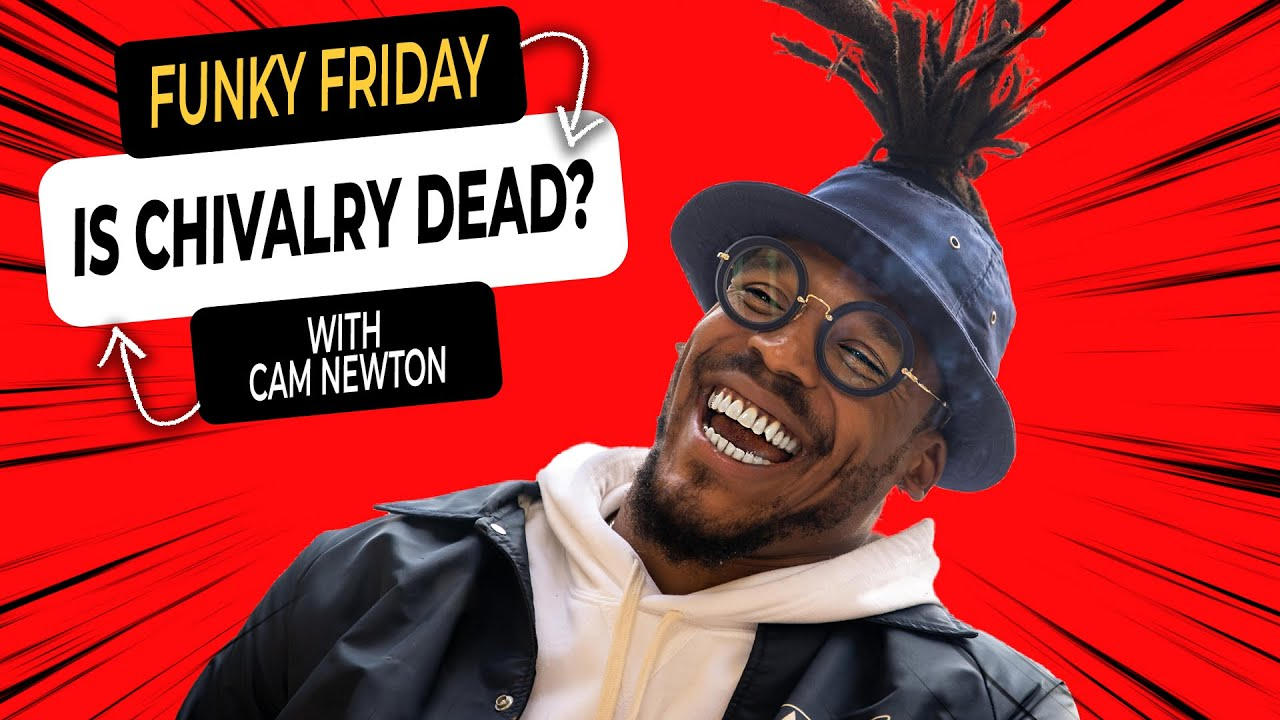 FUNKY FRIDAY
IS CHIVALRY DEAD?
WITH
CAM NEWTON